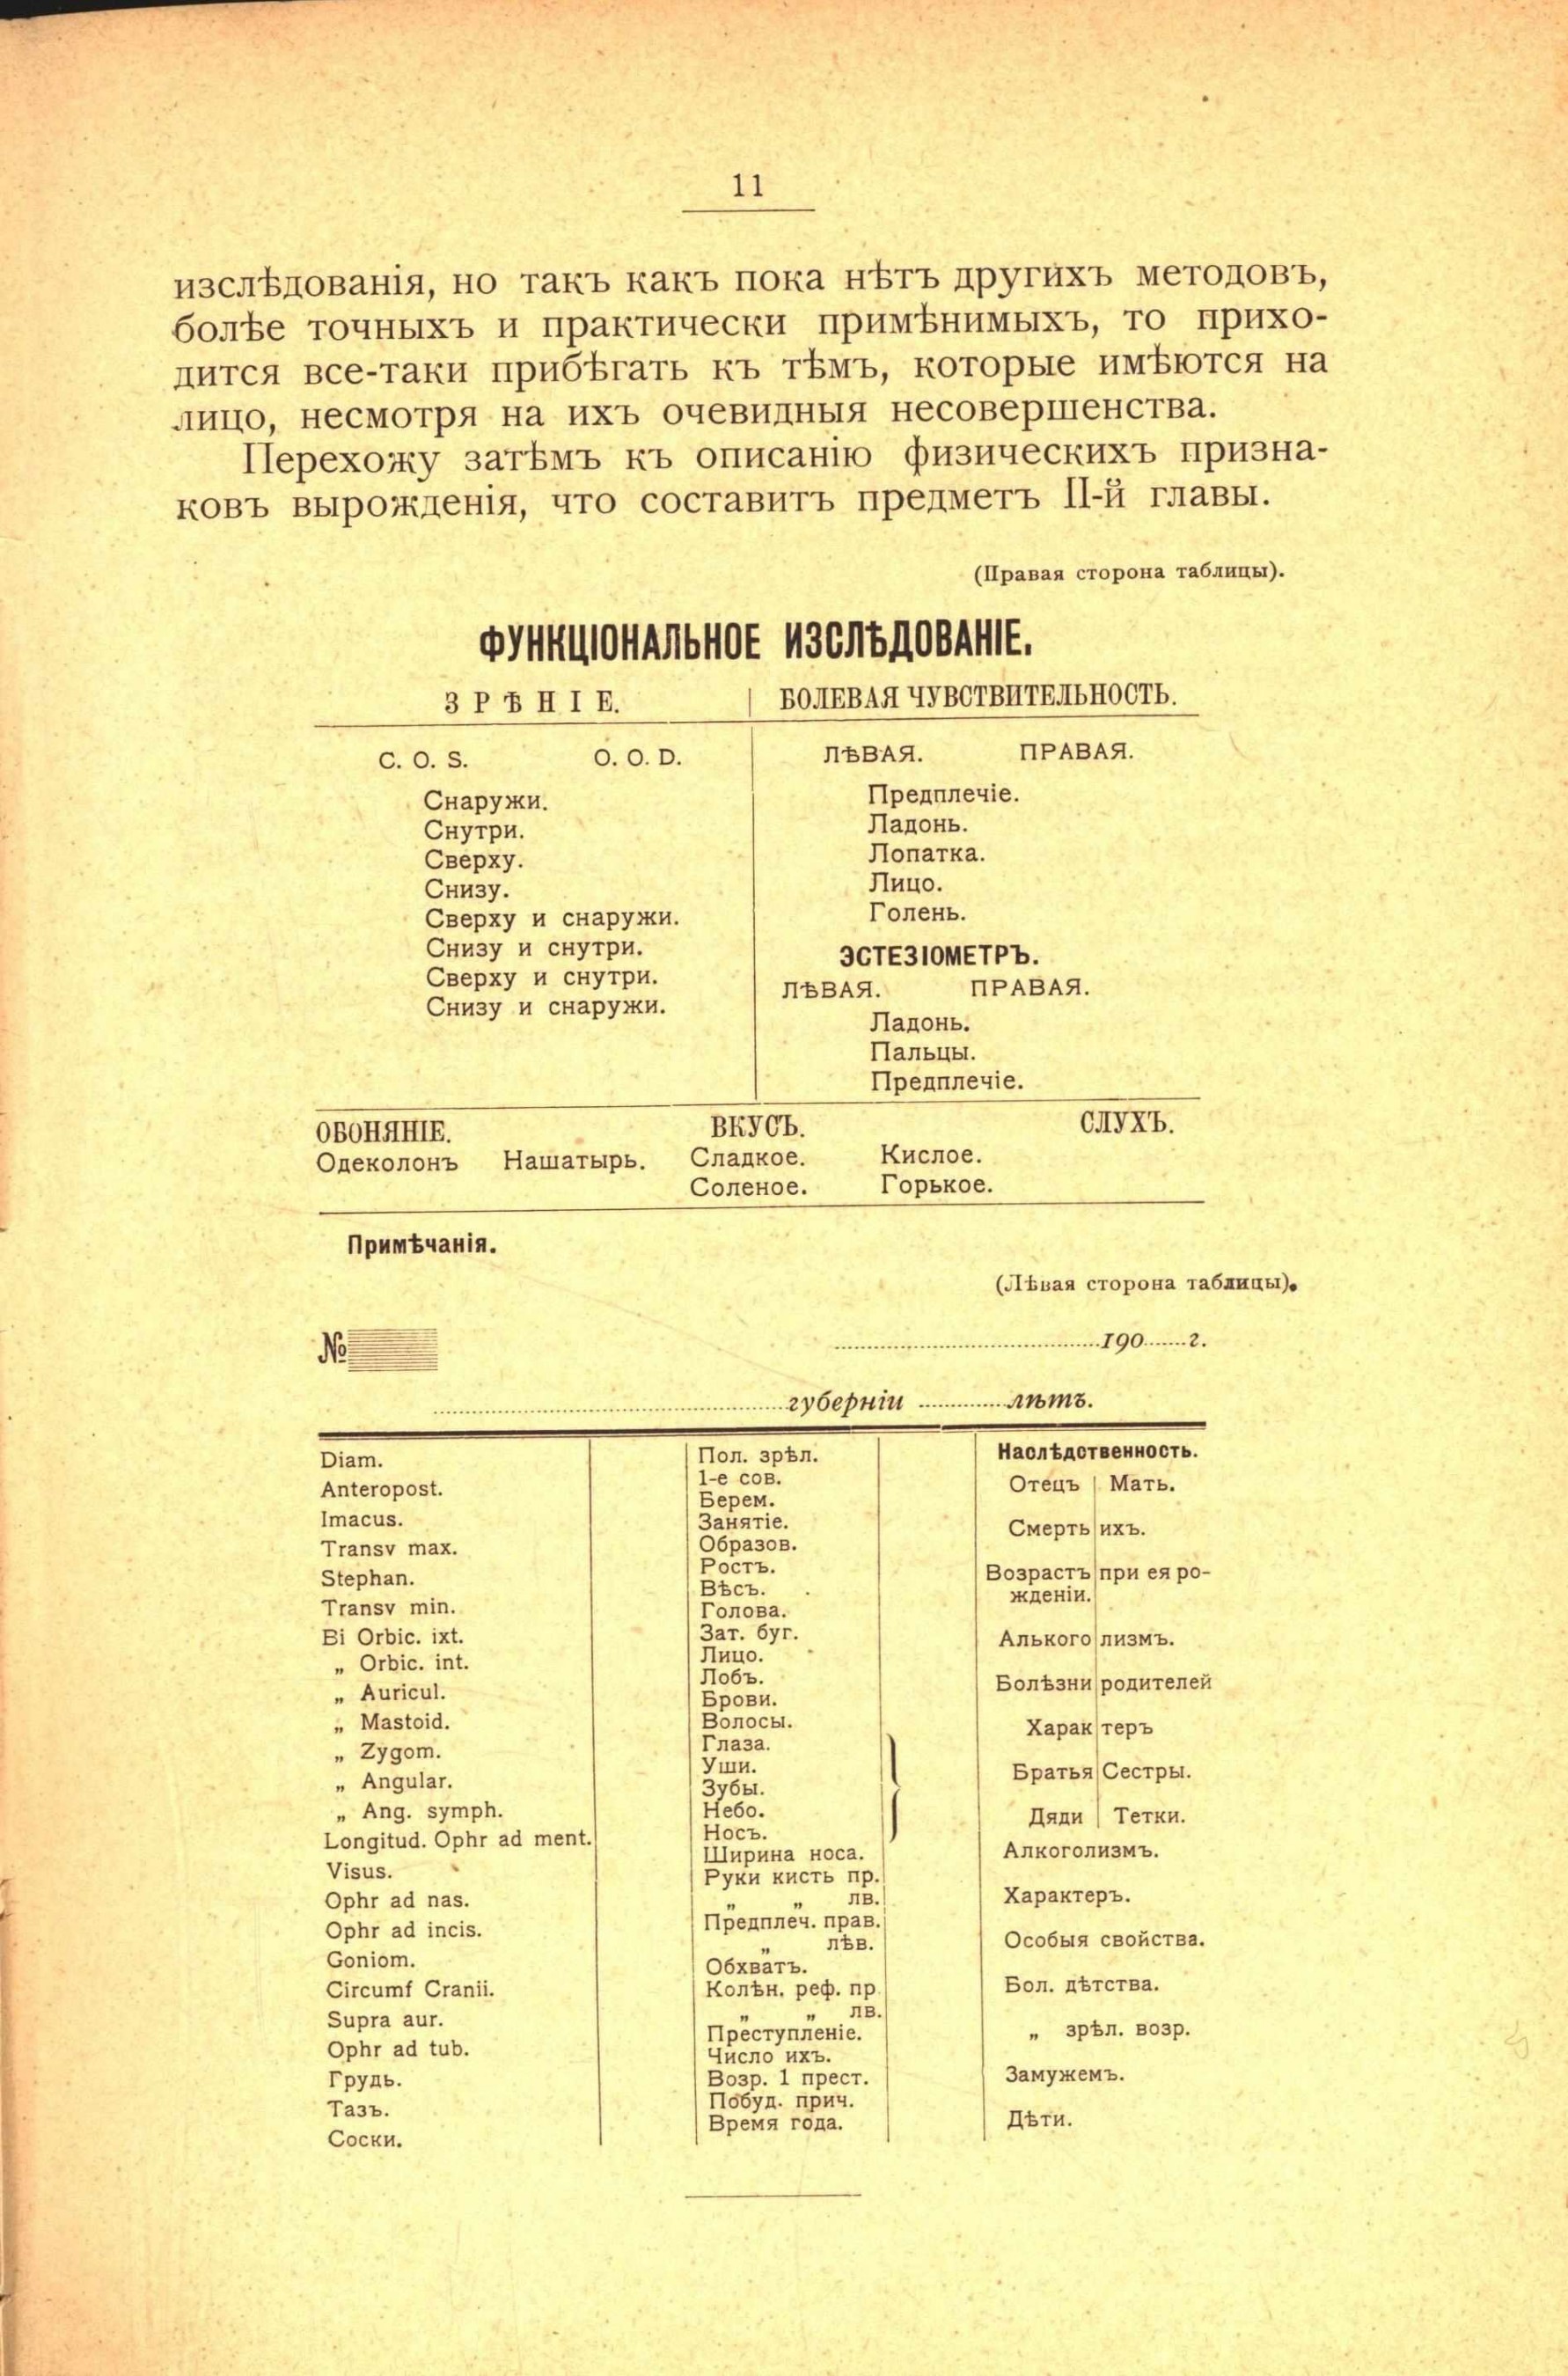 11
изслѣдованія, но такъ какъ пока нѣтъ другихъ методовъ,
болѣе точныхъ и практически примѣнимыхъ, то прихо-
дится все-таки прибѣгать къ тѣмъ, которые имѣются на
лицо, несмотря на ихъ очевидныя несовершенства.
Перехожу затѣмъ къ описанію физическихъ призна-
ковъ вырожденія, что составитъ предметъ II-й главы.
(Правая сторона таблицы).
ФУНКЦІОНАЛЬНОЕ ИЗСЛѢДОВАНІЕ.
ЗРѢНІЕ.
C. O. S. O. O. D.
Снаружи.
Снутри.
Сверху.
Снизу.
Сверху и снаружи.
Снизу и снутри.
Сверху и снутри.
Снизу и снаружи.
БОЛЕВАЯ ЧУВСТВИТЕЛЬНОСТЬ.
ЛѢВАЯ. ПРАВАЯ.
Предплечіе.
Ладонь.
Лопатка.
Лицо.
Голень.
ЭСТЕЗІОМЕТРЪ.
ЛѢВАЯ. ПРАВАЯ.
Ладонь.
Пальцы.
Предплечіе.
ОБОНЯНІЕ. ВКУСЪ. СЛУХЪ.
Одеколонъ Нашатырь. Сладкое. Кислое.
Соленое. Горькое.
Примѣчанія.
(Лѣвая сторона таблицы).
№ 190 г.
губерніи лѣтъ.
Diam.
Anteropost.
Imacus.
Transv max.
Stephan.
Transv min.
Bi Orbic. ixt.
„ Orbic. int.
„ Auricul.
„ Mastoid.
„ Zygom.
„ Angular.
„ Ang. symph.
Longitud. Ophr ad ment.
Visus.
Ophr ad nas.
Ophr ad incis.
Goniom.
Circumf Cranii.
Supra aur.
Ophr ad tub.
Грудь.
Тазъ.
Соски.
Пол. зрѣл.
1-е сов.
Берем.
Занятіе.
Образов.
Ростъ.
Вѣсъ.
Голова.
Зат. буг.
Лицо.
Лобъ.
Брови.
Волосы.
Глаза.
Уши.
Зубы.
Небо.
Носъ.
Ширина носа.
Руки кисть пр.
„ „ лв.
Предплеч. прав.
„ лѣв.
Обхватъ.
Колѣн. реф. пр.
„ „ лв.
Преступленіе.
Число ихъ.
Возр. 1 прест.
Побуд. прич.
Время года.
Наслѣдственность.
Отецъ | Мать.
Смерть ихъ.
Возрастъ при ея ро-
жденіи.
Алькоголизмъ.
Болѣзни родителей
Характеръ
Братья Сестры.
Дяди | Тетки.
Алкоголизмъ.
Характеръ.
Особыя свойства.
Бол. дѣтства.
„ зрѣл. возр.
Замужемъ.
Дѣти.